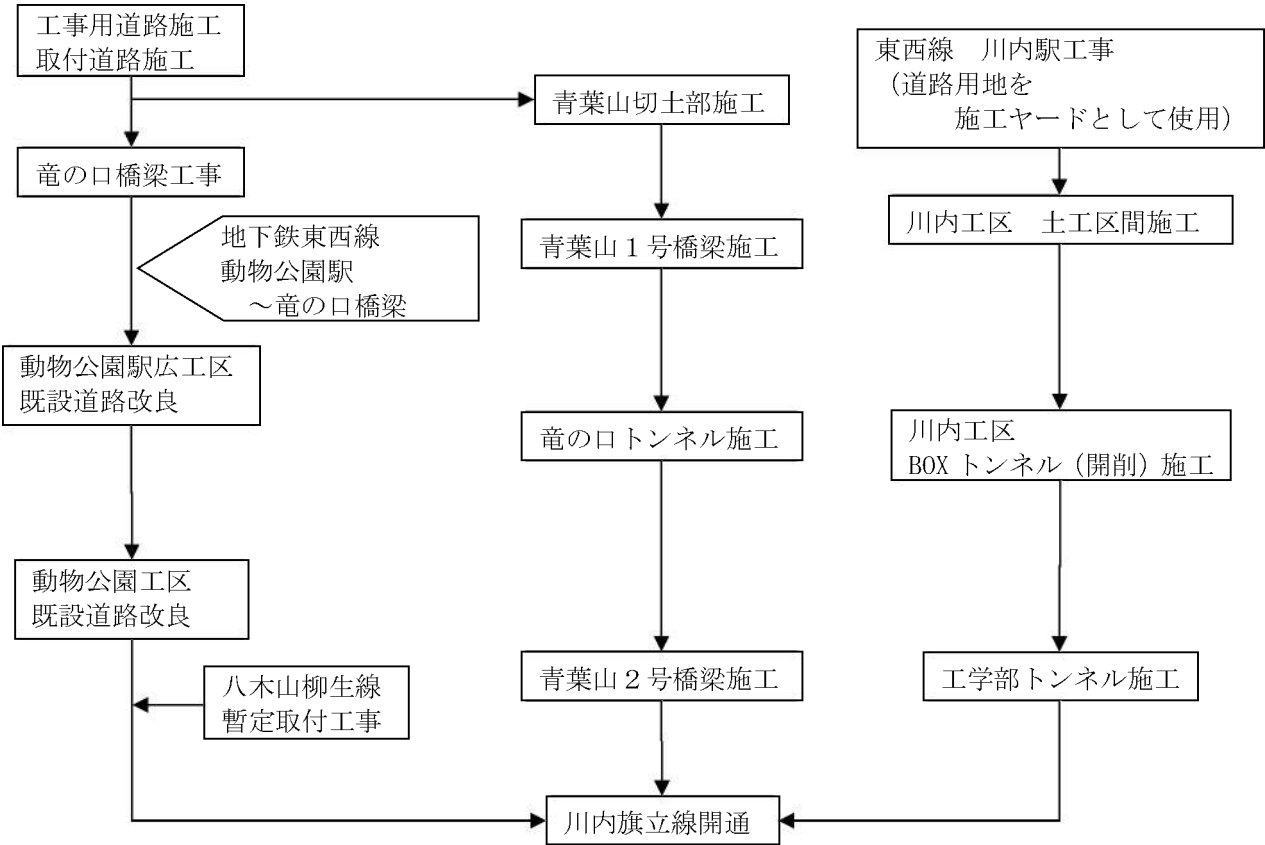 工事用道路施工
取付道路施工
竜の口橋梁工事
地下鉄東西線
動物公園駅
～竜の口橋梁
動物公園駅広工区
既設道路改良
動物公園工区
既設道路改良
八木山柳生線
暫定取付工事
青葉山切土部施工
青葉山１号橋梁施工
竜の口トンネル施工
青葉山２号橋梁施工
東西線　川内駅工事
（道路用地を
施工ヤードとして使用）
川内工区　土工区間施工
川内工区
BOXトンネル（開削）施工
工学部トンネル施工
川内旗立線開通